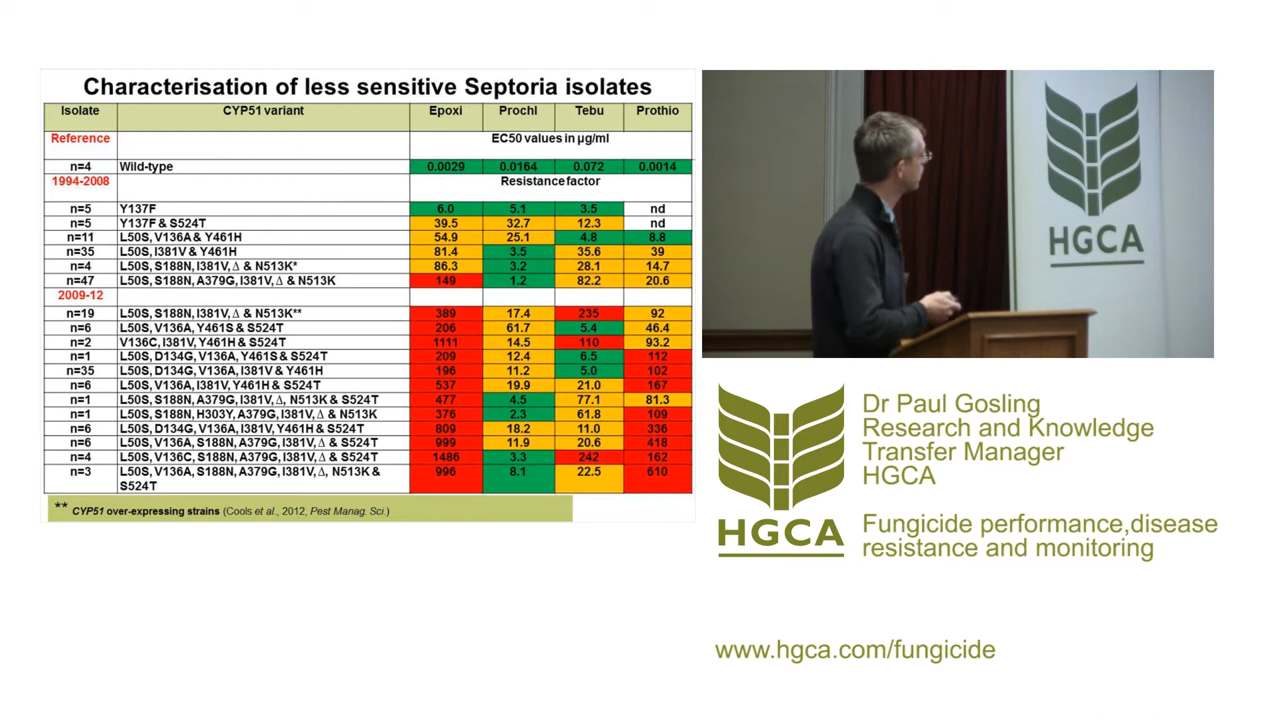 Characterisation of less sensitive Septoria isolates
Isolate CYP51 variant Epoxi Prochl Tebu Prothio
Reference EC50 values in µg/ml
n=4 Wild-type 0.0029 0.0164 0.072 0.0014
1994-2008 Resistance factor
n=5 Y137F 6.0 5.1 3.5 nd
n=5 Y137F & S524T 39.5 32.7 12.3 nd
n=11 L50S, V136A & Y461H 54.9 25.1 4.8 8.8
n=35 L50S, I381V & Y461H 81.4 3.5 35.6 39
n=4 L50S, S188N, I381V, Δ & N513K* 86.3 3.2 28.1 14.7
n=47 L50S, S188N, A379G, I381V, Δ & N513K 149 1.2 82.2 20.6
2009-12
n=19 L50S, S188N, I381V, Δ & N513K** 389 17.4 235 92
n=6 L50S, V136A, Y461S & S524T 206 61.7 5.4 46.4
n=2 V136C, I381V, Y461H & S524T 1111 14.5 110 93.2
n=1 L50S, D134G, V136A, Y461S & S524T 209 12.4 6.5 112
n=35 L50S, D134G, V136A, I381V & Y461H 196 11.2 5.0 102
n=6 L50S, V136A, I381V, Y461H & S524T 537 19.9 21.0 167
n=1 L50S, S188N, A379G, I381V, Δ, N513K & S524T 477 4.5 77.1 81.3
n=1 L50S, S188N, H303Y, A379G, I381V, Δ & N513K 376 2.3 61.8 109
n=6 L50S, D134G, V136A, I381V, Y461H & S524T 809 18.2 11.0 336
n=6 L50S, V136A, S188N, A379G, I381V, Δ & S524T 999 11.9 20.6 418
n=4 L50S, V136C, S188N, A379G, I381V, Δ & S524T 1486 3.3 242 162
n=3 L50S, V136A, S188N, A379G, I381V, Δ, N513K & 996 8.1 22.5 610
S524T
** CYP51 over-expressing strains (Cools et al., 2012, Pest Manag. Sci.)
HGCA
HGCA
Dr Paul Gosling
Research and Knowledge
Transfer Manager
HGCA
Fungicide performance,disease
resistance and monitoring
www.hgca.com/fungicide